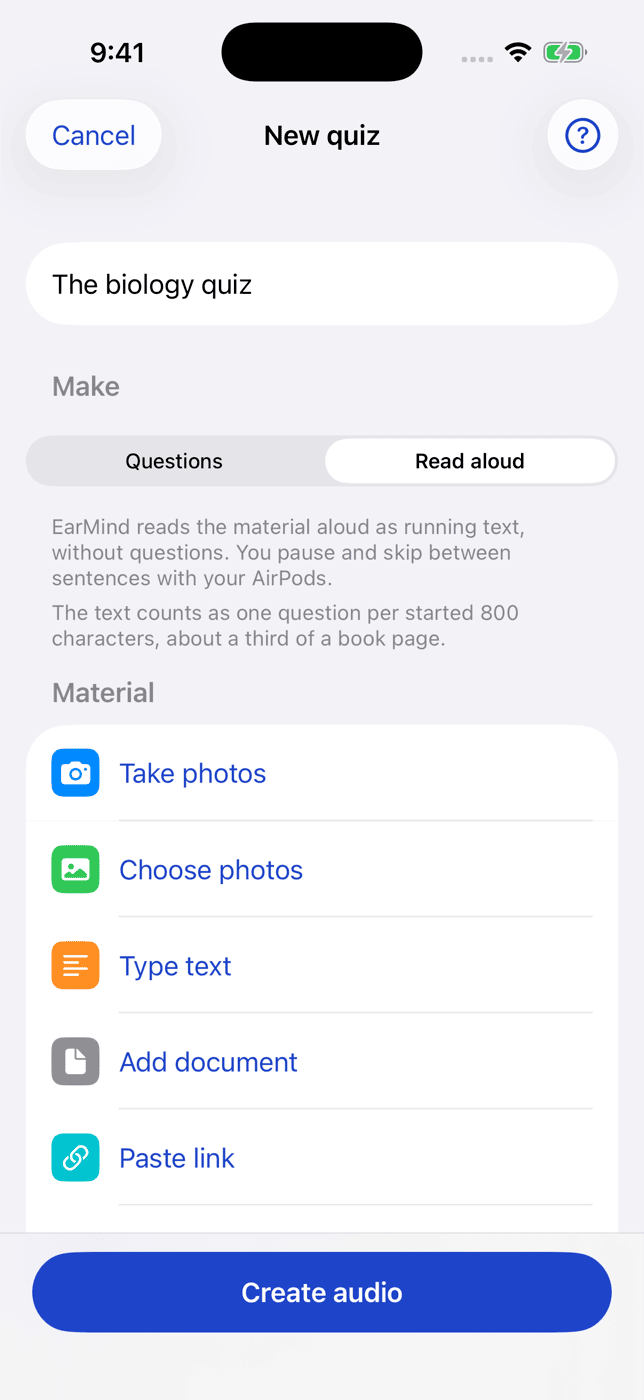 9:41
Cancel
New quiz
?
The biology quiz
Make
Questions
Read aloud
EarMind reads the material aloud as running text,
without questions. You pause and skip between
sentences with your AirPods.
The text counts as one question per started 800
characters, about a third of a book page.
Material
Take photos
Choose photos
Type text
Add document
Paste link
Create audio